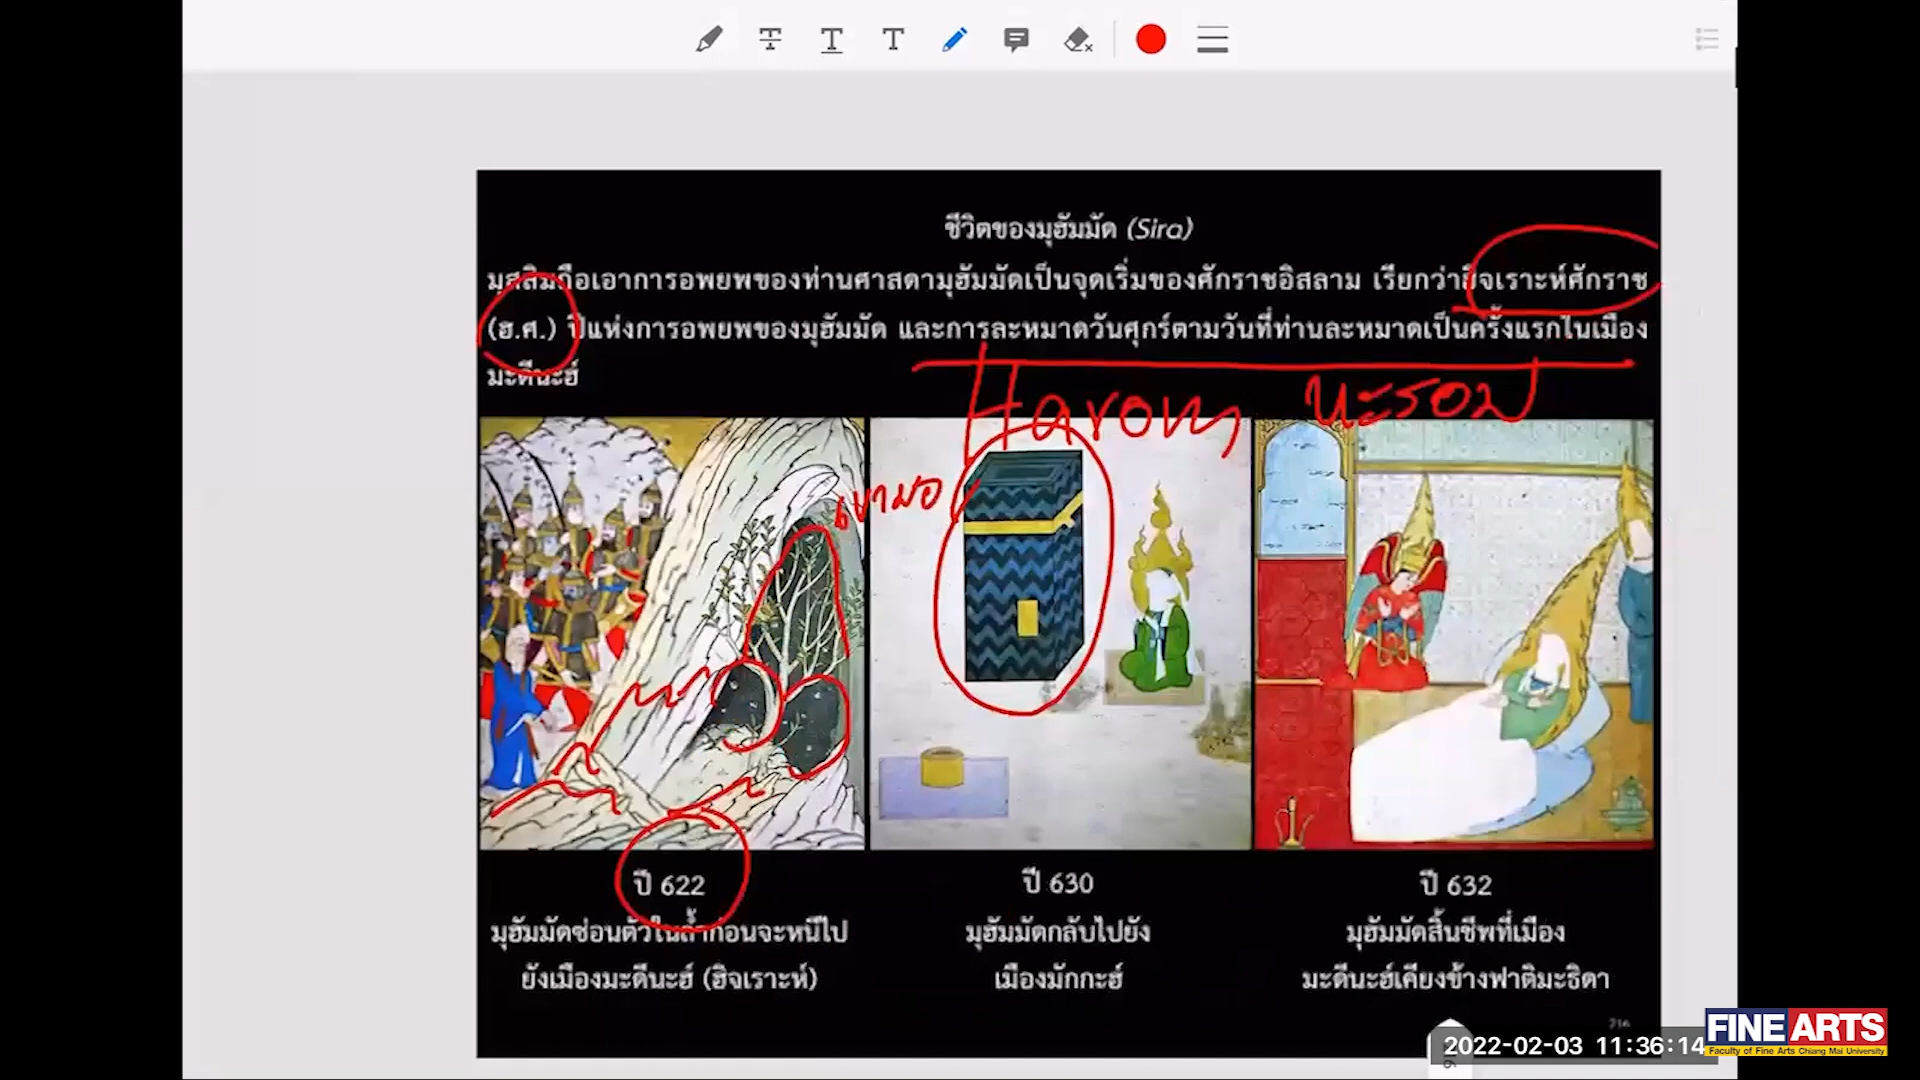 ชีวิตของมุฮัมมัด (Sira)
มุสลิมถือเอาการอพยพของท่านศาสดามุฮัมมัดเป็นจุดเริ่มของศักราชอิสลาม เรียกว่าฮิจเราะห์ศักราช
(ฮ.ศ.) ปีแห่งการอพยพของมุฮัมมัด และการละหมาดวันศุกร์ตามวันที่ท่านละหมาดเป็นครั้งแรกในเมือง
มะดีนะฮ์
Harom
ปี 622
มุฮัมมัดซ่อนตัวในถ้ำก่อนจะหนีไป
ยังเมืองมะดีนะฮ์ (ฮิจเราะห์)
ปี 630
มุฮัมมัดกลับไปยัง
เมืองมักกะฮ์
ปี 632
มุฮัมมัดสิ้นชีพที่เมือง
มะดีนะฮ์เคียงข้างฟาติมะธิดา
2022-02-03 11:36:14
FINE ARTS
Faculty of Fine Arts Chiang Mai University